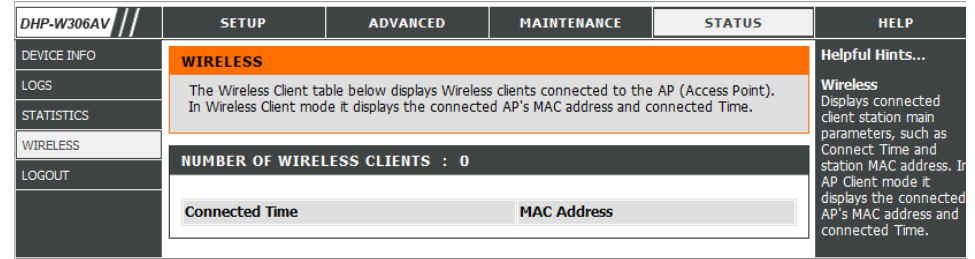 DHP-W306AV // SETUP ADVANCED MAINTENANCE STATUS HELP
DEVICE INFO
LOGS
STATISTICS
WIRELESS
LOGOUT
WIRELESS
The Wireless Client table below displays Wireless clients connected to the AP (Access Point).
In Wireless Client mode it displays the connected AP's MAC address and connected Time.
NUMBER OF WIRELESS CLIENTS : 0
Connected Time MAC Address
Helpful Hints...
Wireless
Displays connected
client station main
parameters, such as
Connect Time and
station MAC address. In
AP Client mode it
displays the connected
AP's MAC address and
connected Time.